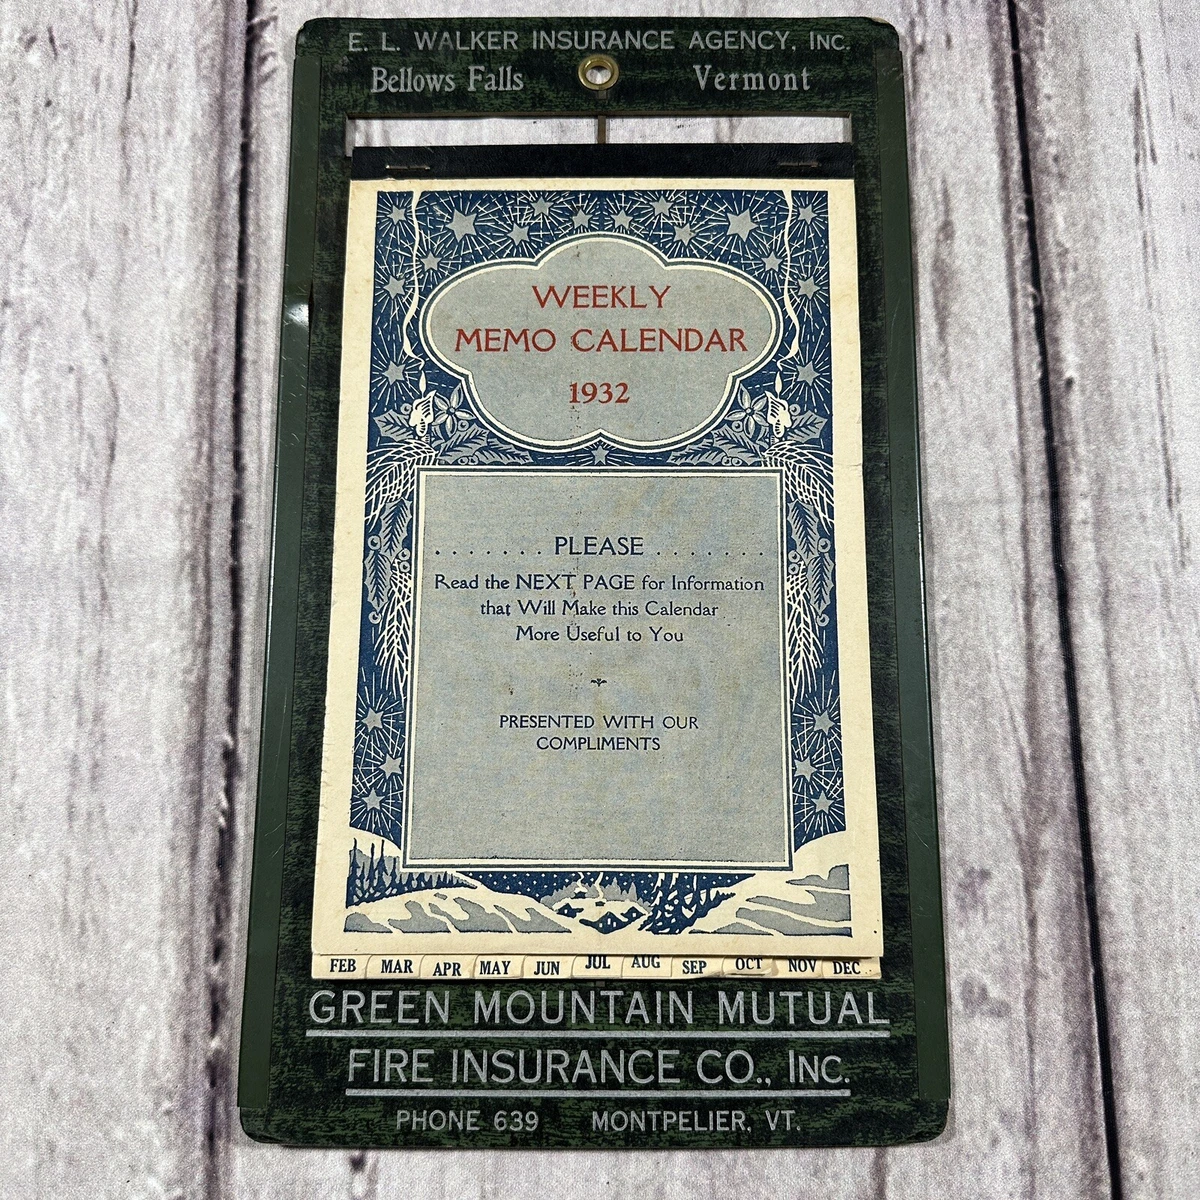 E. L. WALKER INSURANCE AGENCY, INC.
Bellows Falls Vermont
WEEKLY
MEMO CALENDAR
1932
. . . . . . . PLEASE . . . . . . .
Read the NEXT PAGE for Information
that Will Make this Calendar
More Useful to You
PRESENTED WITH OUR
COMPLIMENTS
FEB MAR APR MAY JUN JUL AUG SEP OCT NOV DEC
GREEN MOUNTAIN MUTUAL
FIRE INSURANCE CO., INC.
PHONE 639 MONTPELIER, VT.